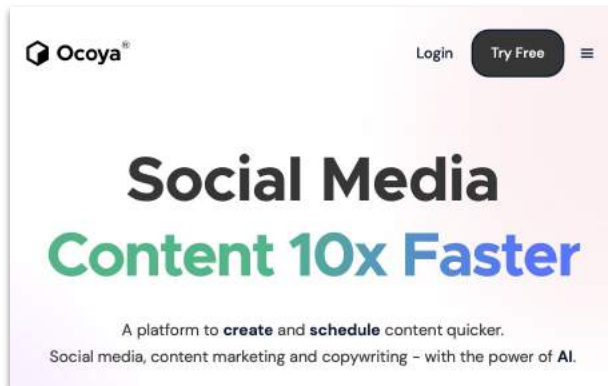 Ocoya®
Login
Try Free
Social Media
Content 10x Faster
A platform to create and schedule content quicker.
Social media, content marketing and copywriting - with the power of AI.